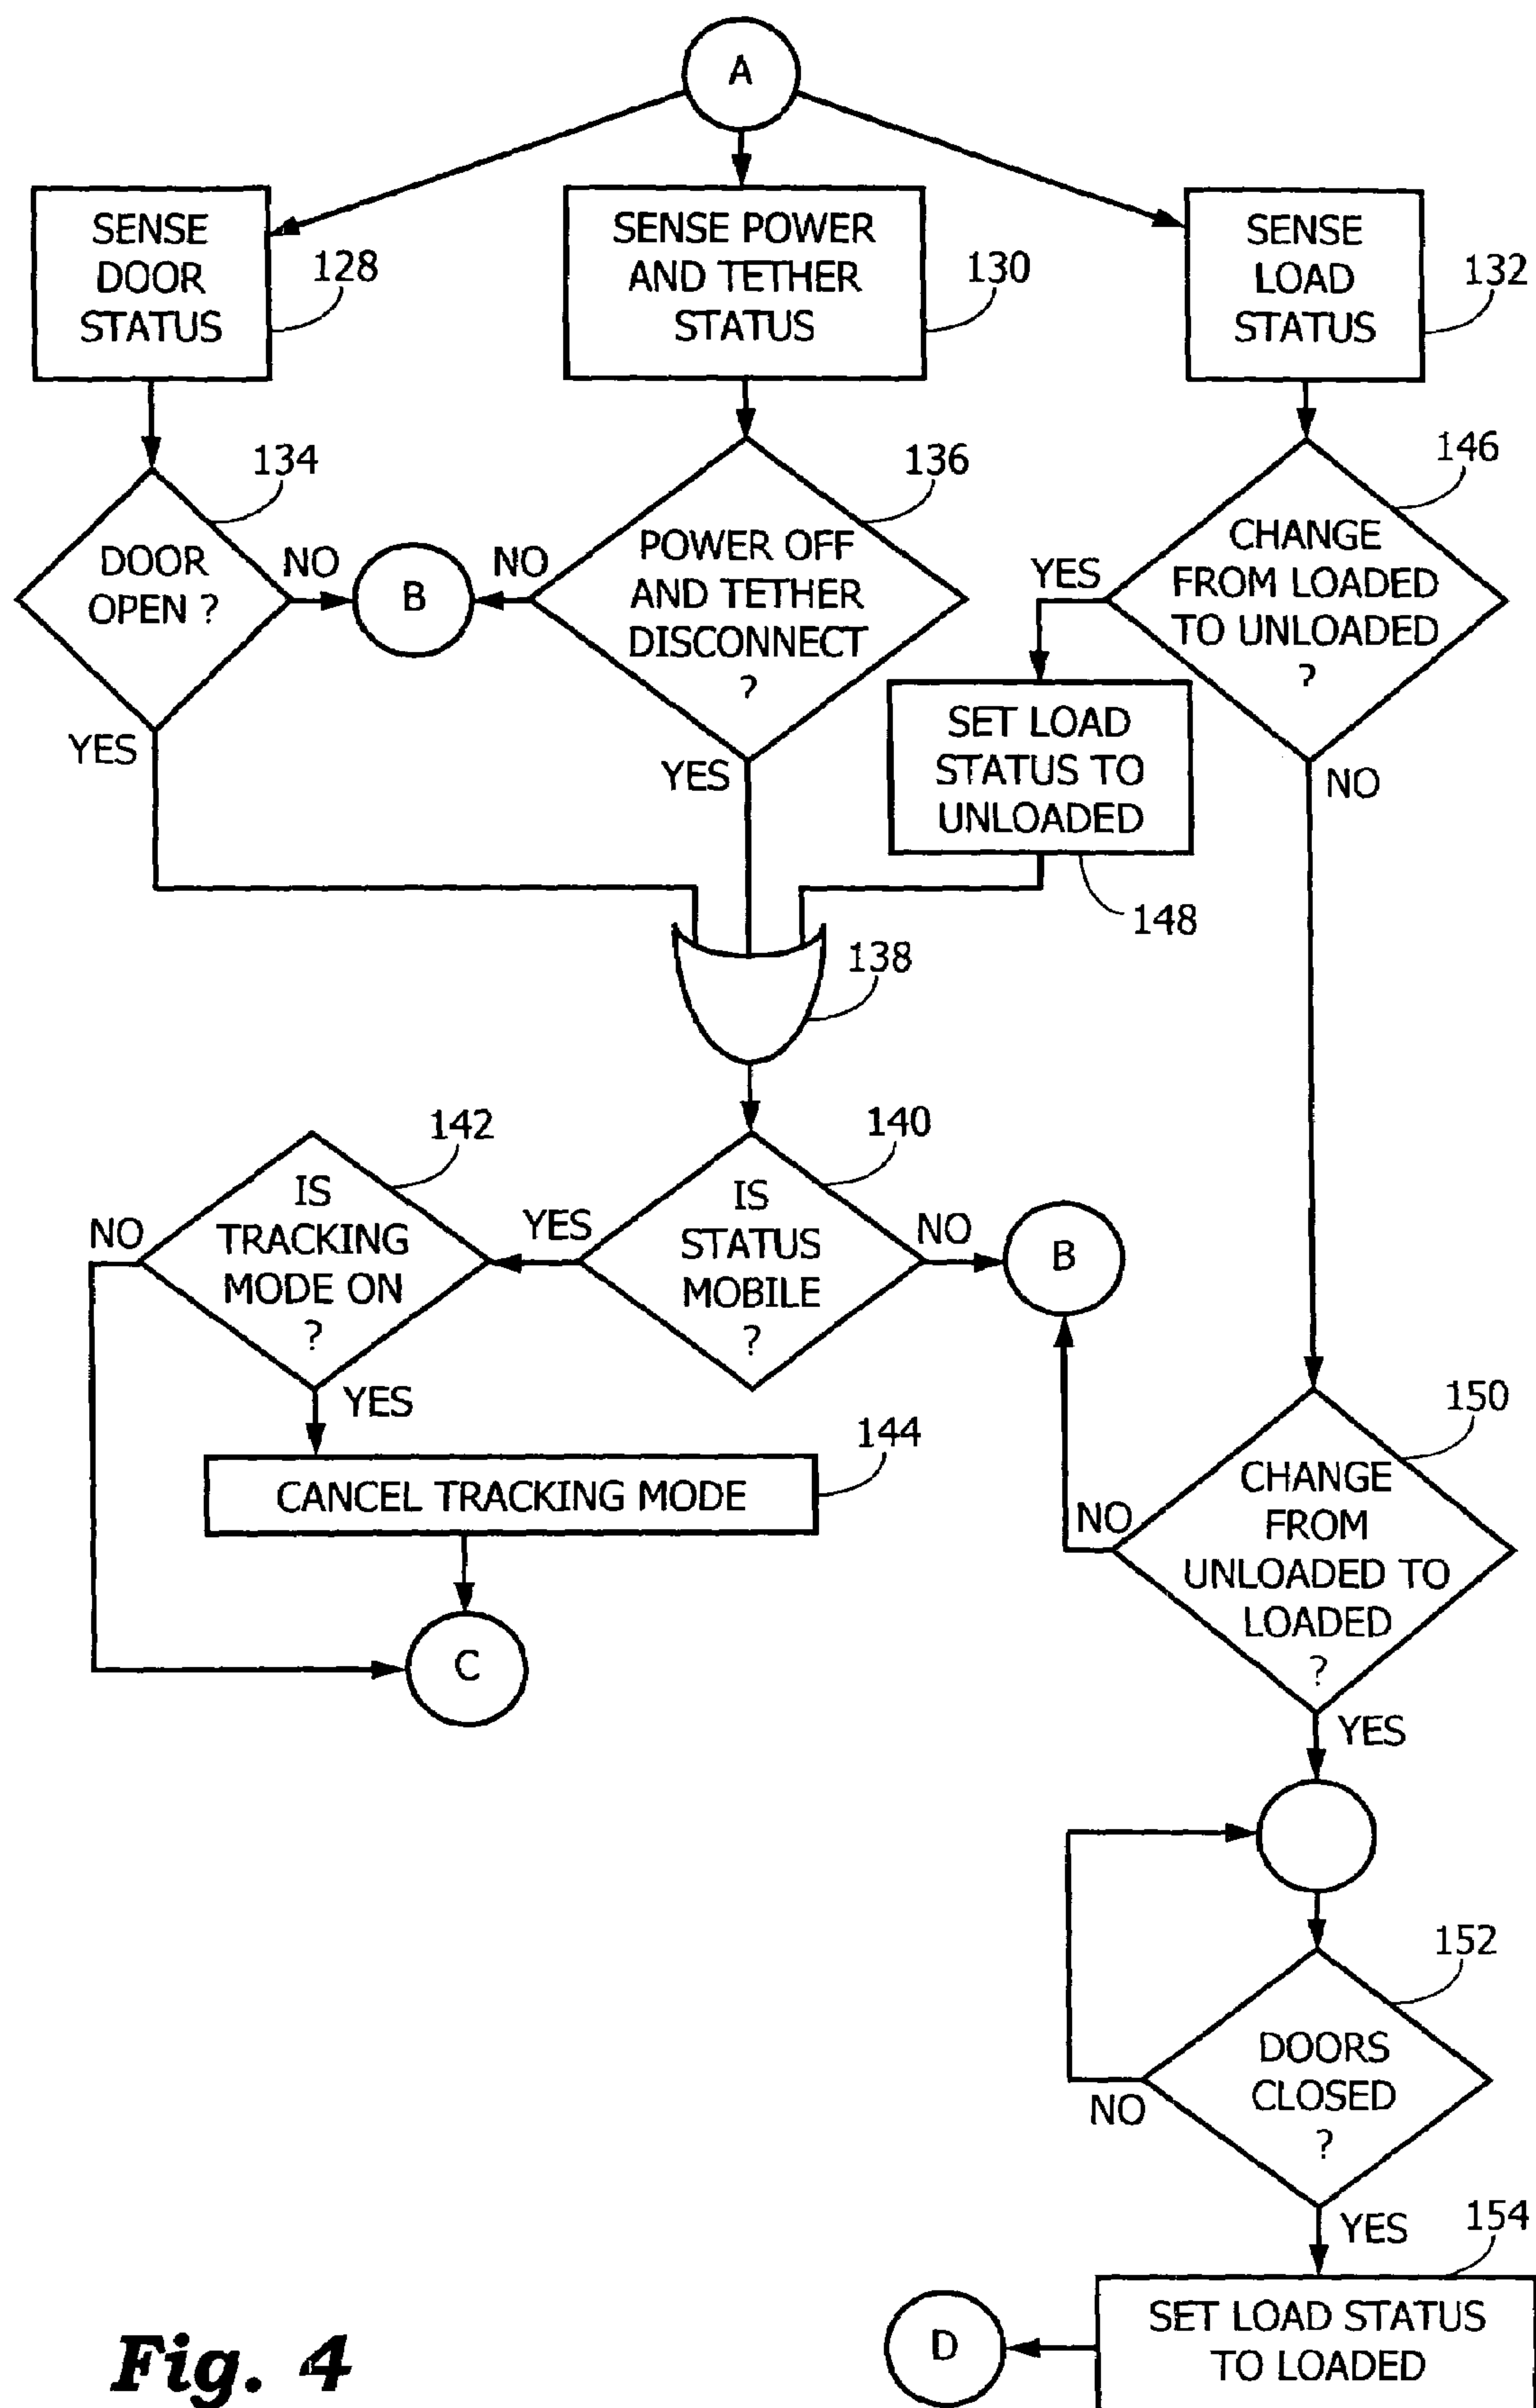 A
SENSE
DOOR
STATUS
128
SENSE POWER
AND TETHER
STATUS
130
SENSE
LOAD
STATUS
132
134
DOOR
OPEN ?
NO
YES
B
NO
136
POWER OFF
AND TETHER
DISCONNECT
?
YES
146
CHANGE
FROM LOADED
TO UNLOADED
?
YES
NO
SET LOAD
STATUS TO
UNLOADED
148
138
142
IS
TRACKING
MODE ON
?
NO
YES
140
IS
STATUS
MOBILE
?
YES
NO
B
144
CANCEL TRACKING MODE
C
150
CHANGE
FROM
UNLOADED TO
LOADED
?
NO
YES
152
DOORS
CLOSED
?
NO
YES
154
SET LOAD STATUS
TO LOADED
D
Fig. 4